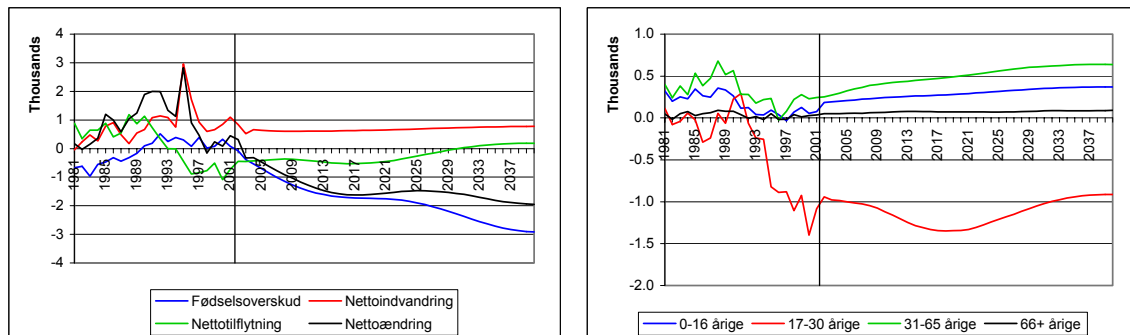 Thousands
4
3
2
1
0
-1
-2
-3
-4
1981 1985 1989 1993 1997 2001 2005 2009 2013 2017 2021 2025 2029 2033 2037
Fødselsoverskud Nettoindvandring
Nettotilflytning Nettoændring
Thousands
1.0
0.5
0.0
-0.5
-1.0
-1.5
-2.0
1981 1985 1989 1993 1997 2001 2005 2009 2013 2017 2021 2025 2029 2033 2037
0-16 årige 17-30 årige 31-65 årige 66+ årige